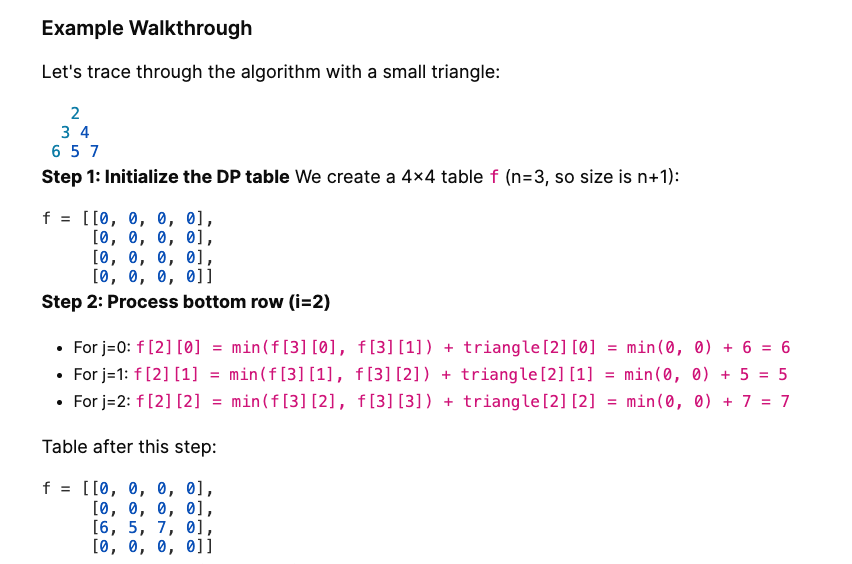 Example Walkthrough
Let's trace through the algorithm with a small triangle:
2
3 4
6 5 7
Step 1: Initialize the DP table We create a 4×4 table f (n=3, so size is n+1):
f = [[0, 0, 0, 0],
[0, 0, 0, 0],
[0, 0, 0, 0],
[0, 0, 0, 0]]
Step 2: Process bottom row (i=2)
• For j=0: f[2][0] = min(f[3][0], f[3][1]) + triangle[2][0] = min(0, 0) + 6 = 6
• For j=1: f[2][1] = min(f[3][1], f[3][2]) + triangle[2][1] = min(0, 0) + 5 = 5
• For j=2: f[2][2] = min(f[3][2], f[3][3]) + triangle[2][2] = min(0, 0) + 7 = 7
Table after this step:
f = [[0, 0, 0, 0],
[0, 0, 0, 0],
[6, 5, 7, 0],
[0, 0, 0, 0]]